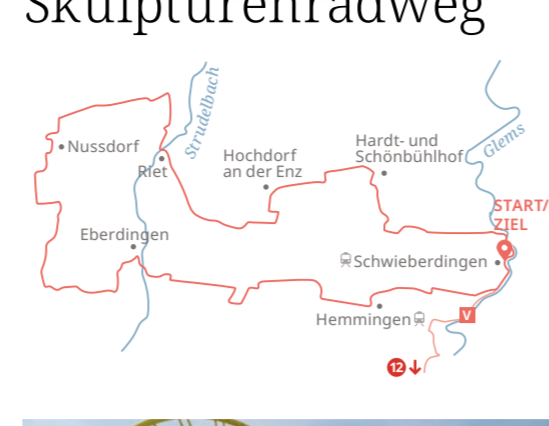 Skulpturenradweg
Strudelbach
Glems
Nussdorf
Riet
Hochdorf
an der Enz
Hardt- und
Schönbühlhof
START/
ZIEL
Eberdingen
Schwieberdingen
Hemmingen
V
12